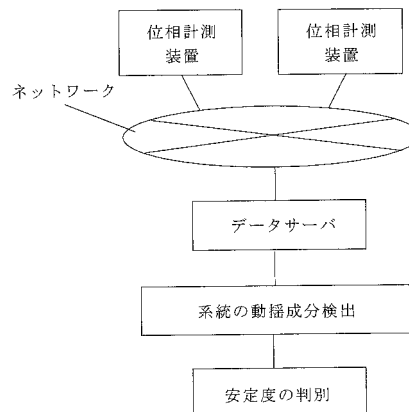 位相計測
装置
位相計測
装置
ネットワーク
データサーバ
系統の動揺成分検出
安定度の判別